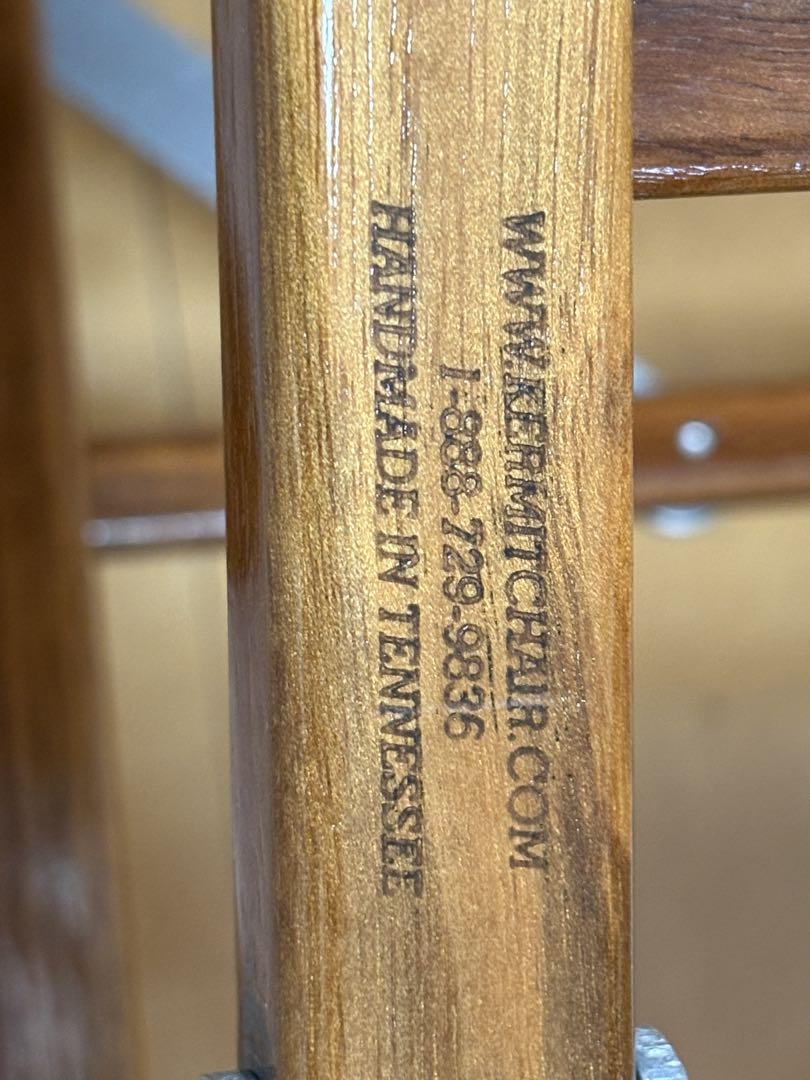 WWW.KERMITCHAIR.COM
1-888-729-9836
HANDMADE IN TENNESSEE